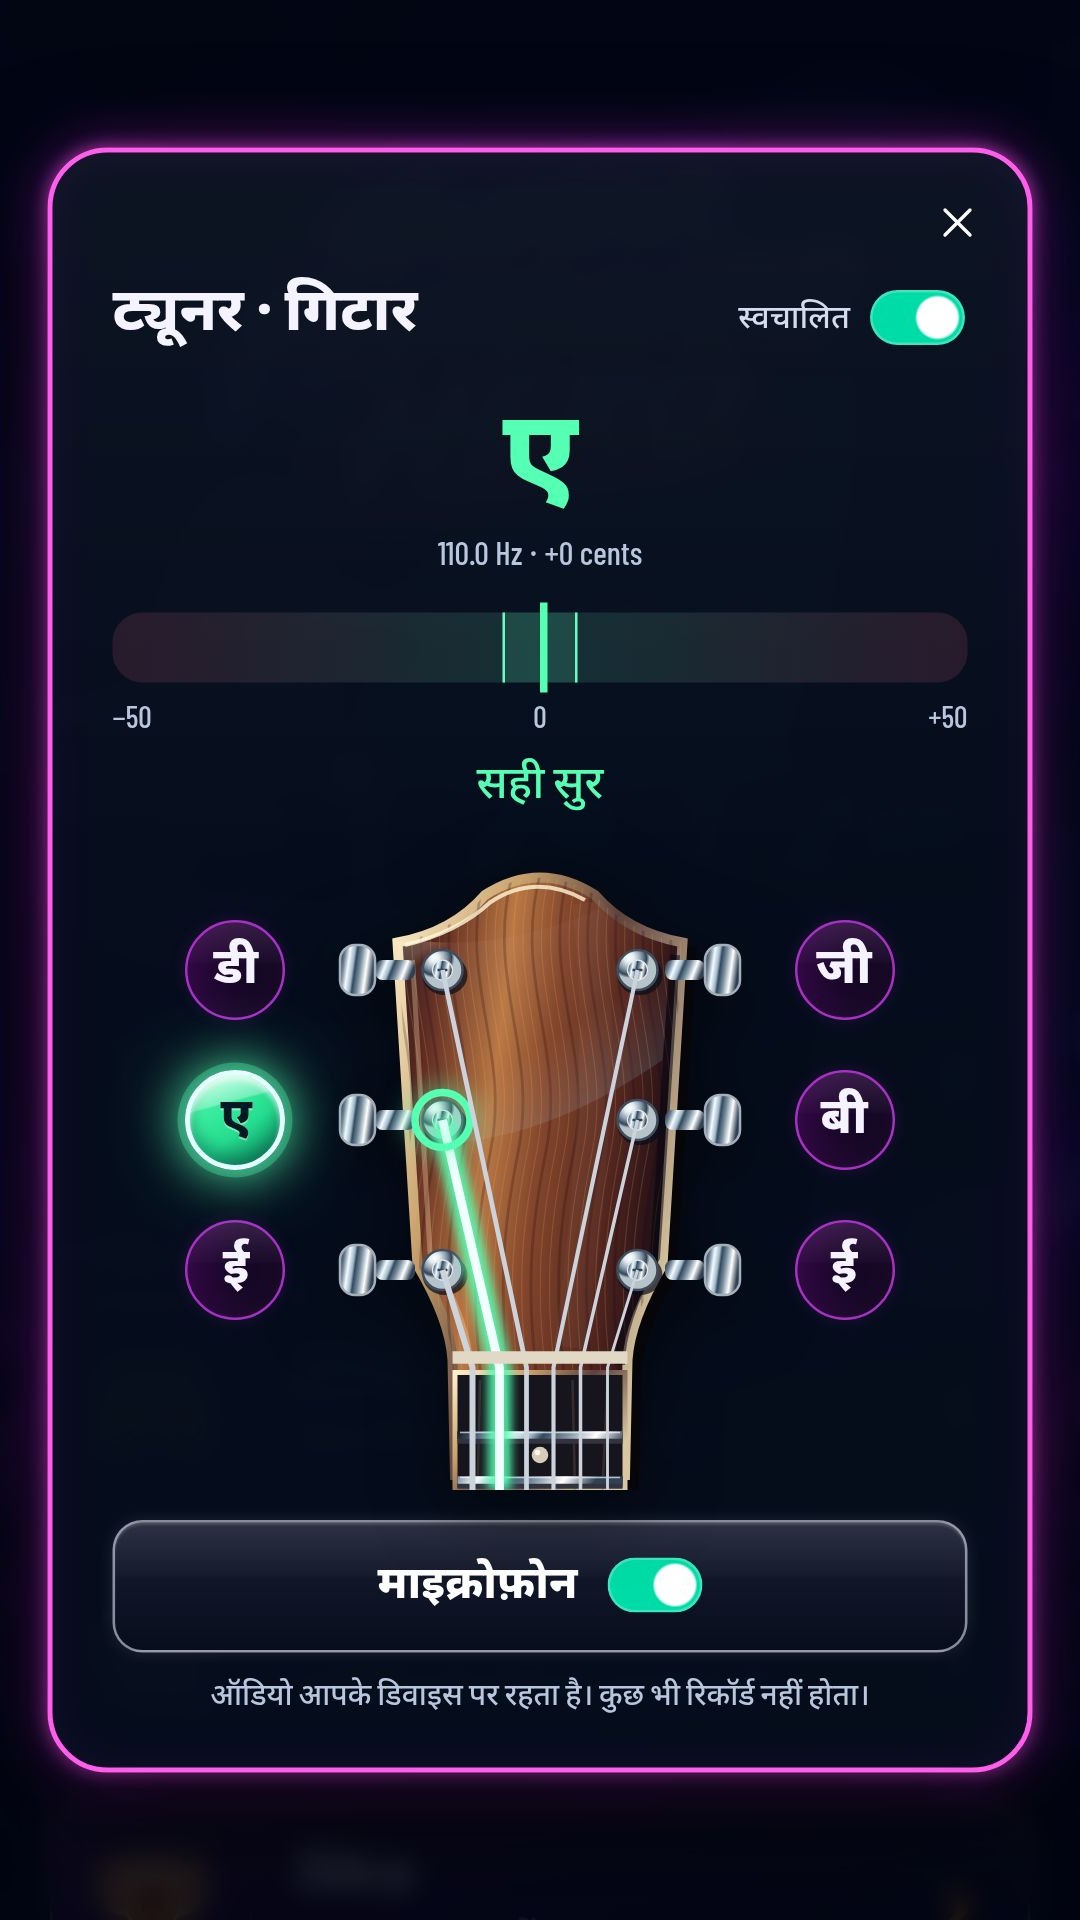 ट्यूनर · गिटार
स्वचालित
ए
110.0 Hz · +0 cents
−50 0 +50
सही सुर
डी जी
ए बी
ई ई
माइक्रोफ़ोन
ऑडियो आपके डिवाइस पर रहता है। कुछ भी रिकॉर्ड नहीं होता।